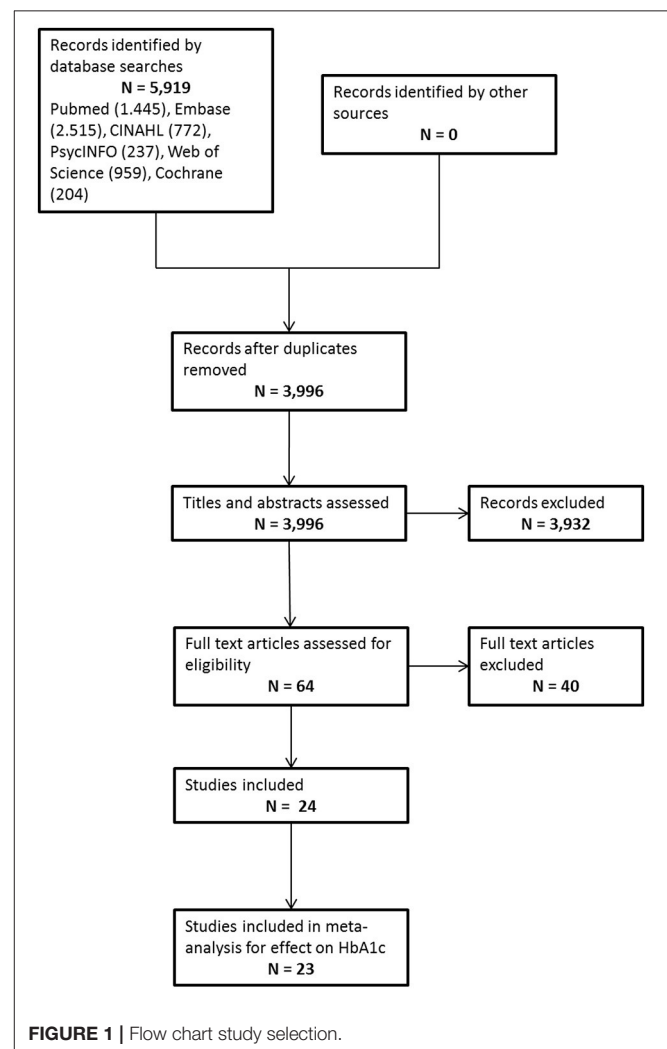 Records identified by
database searches
N = 5,919
Pubmed (1.445), Embase
(2.515), CINAHL (772),
PsycINFO (237), Web of
Science (959), Cochrane
(204)
Records identified by other
sources
N = 0
Records after duplicates
removed
N = 3,996
Titles and abstracts assessed
N = 3,996
Records excluded
N = 3,932
Full text articles assessed for
eligibility
N = 64
Full text articles
excluded
N = 40
Studies included
N = 24
Studies included in meta-
analysis for effect on HbA1c
N = 23
FIGURE 1 | Flow chart study selection.